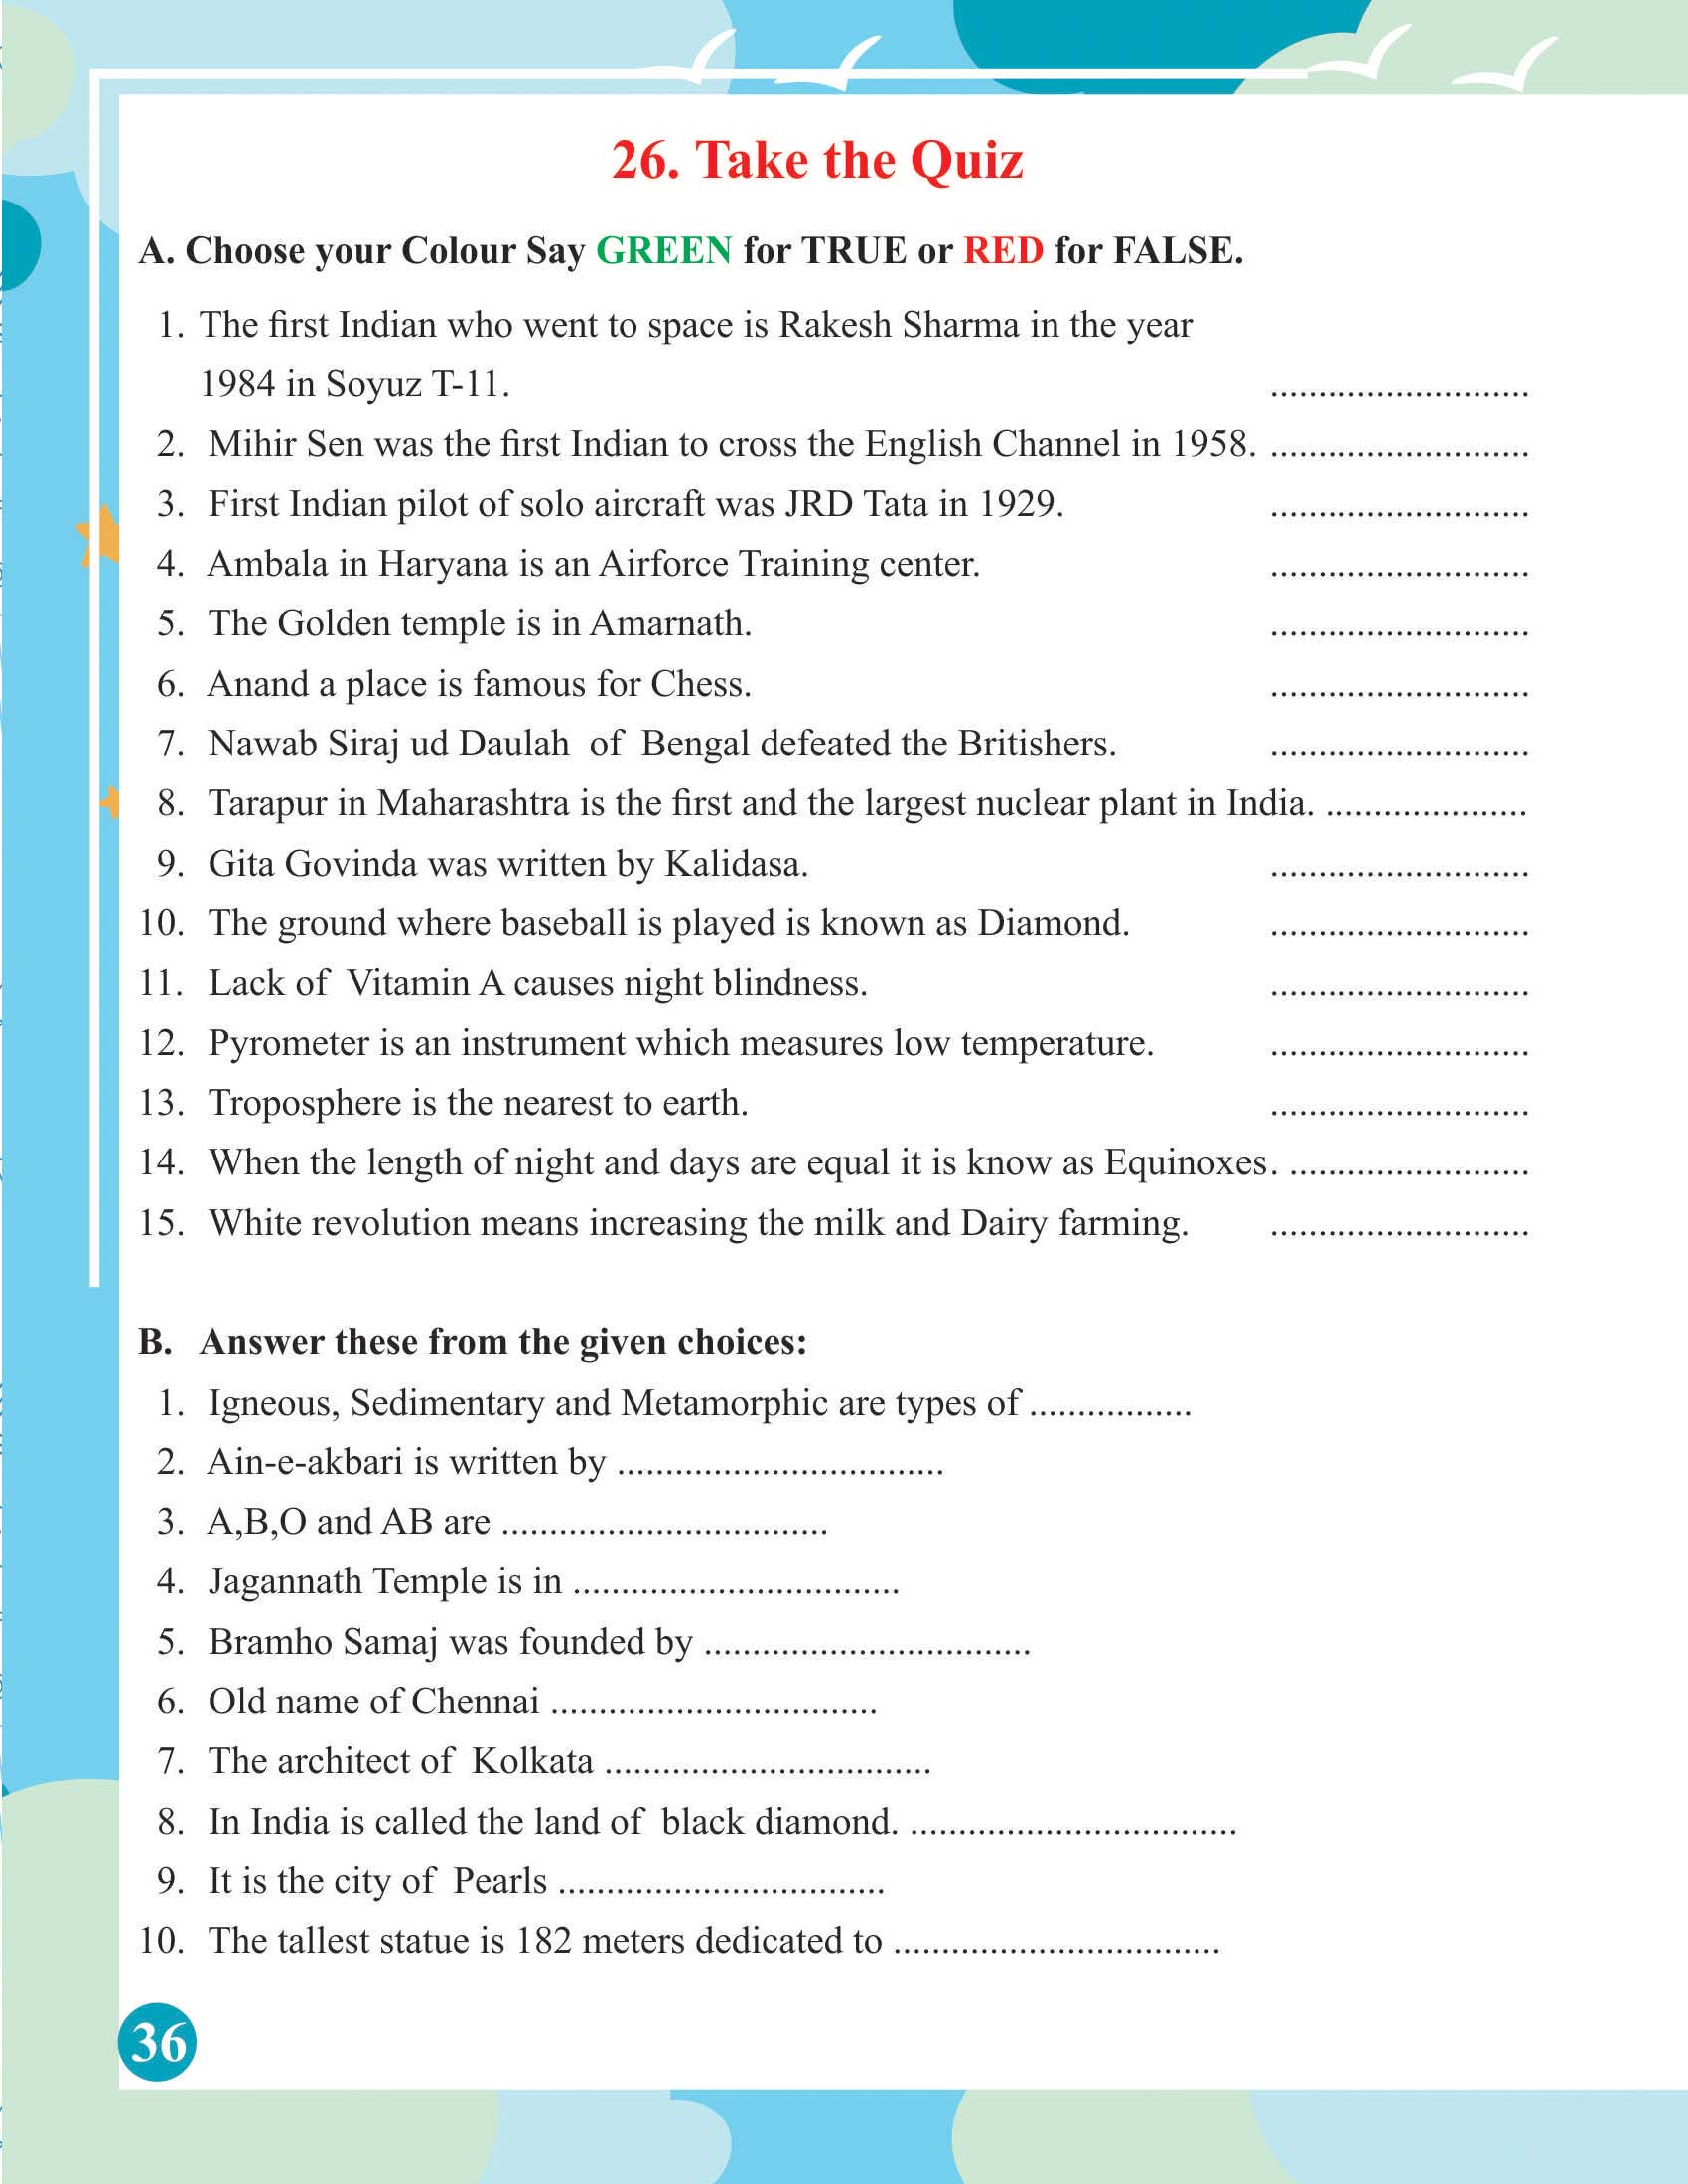 26. Take the Quiz
A. Choose your Colour Say GREEN for TRUE or RED for FALSE.
1. The first Indian who went to space is Rakesh Sharma in the year
1984 in Soyuz T-11. ...........................
2. Mihir Sen was the first Indian to cross the English Channel in 1958. ...........................
3. First Indian pilot of solo aircraft was JRD Tata in 1929. ...........................
4. Ambala in Haryana is an Airforce Training center. ...........................
5. The Golden temple is in Amarnath. ...........................
6. Anand a place is famous for Chess. ...........................
7. Nawab Siraj ud Daulah of Bengal defeated the Britishers. ...........................
8. Tarapur in Maharashtra is the first and the largest nuclear plant in India. .....................
9. Gita Govinda was written by Kalidasa. ...........................
10. The ground where baseball is played is known as Diamond. ...........................
11. Lack of Vitamin A causes night blindness. ...........................
12. Pyrometer is an instrument which measures low temperature. ...........................
13. Troposphere is the nearest to earth. ...........................
14. When the length of night and days are equal it is know as Equinoxes. .........................
15. White revolution means increasing the milk and Dairy farming. ...........................
B. Answer these from the given choices:
1. Igneous, Sedimentary and Metamorphic are types of .................
2. Ain-e-akbari is written by ..................................
3. A,B,O and AB are ..................................
4. Jagannath Temple is in ..................................
5. Bramho Samaj was founded by ..................................
6. Old name of Chennai ..................................
7. The architect of Kolkata ..................................
8. In India is called the land of black diamond. ..................................
9. It is the city of Pearls ..................................
10. The tallest statue is 182 meters dedicated to ..................................
36